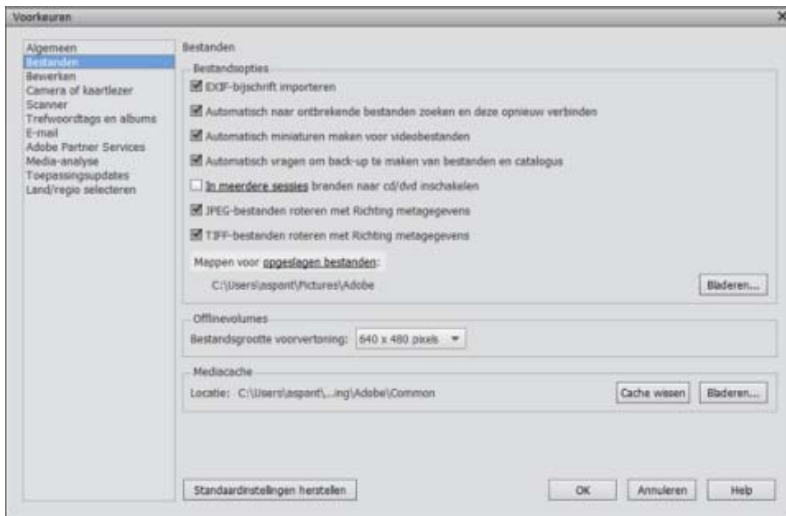 Voorkeuren
Algemeen
Bestanden
Bewerken
Camera of kaartlezer
Scanner
Trefwoordtags en albums
E-mail
Adobe Partner Services
Media-analyse
Toepassingsupdates
Land/regio selecteren
Bestanden
Bestandsopties
EXIF-bijschrift importeren
Automatisch naar ontbrekende bestanden zoeken en deze opnieuw verbinden
Automatisch miniaturen maken voor videobestanden
Automatisch vragen om back-up te maken van bestanden en catalogus
In meerdere sessies branden naar cd/dvd inschakelen
JPEG-bestanden roteren met Richting metagegevens
TIFF-bestanden roteren met Richting metagegevens
Mappen voor opgeslagen bestanden:
C:\Users\aspant\Pictures\Adobe Bladeren...
Offlinevolumes
Bestandsgrootte voorvertoning: 640 x 480 pixels
Mediacache
Locatie: C:\Users\aspant\...ing\Adobe\Common Cache wissen Bladeren...
Standaardinstellingen herstellen OK Annuleren Help